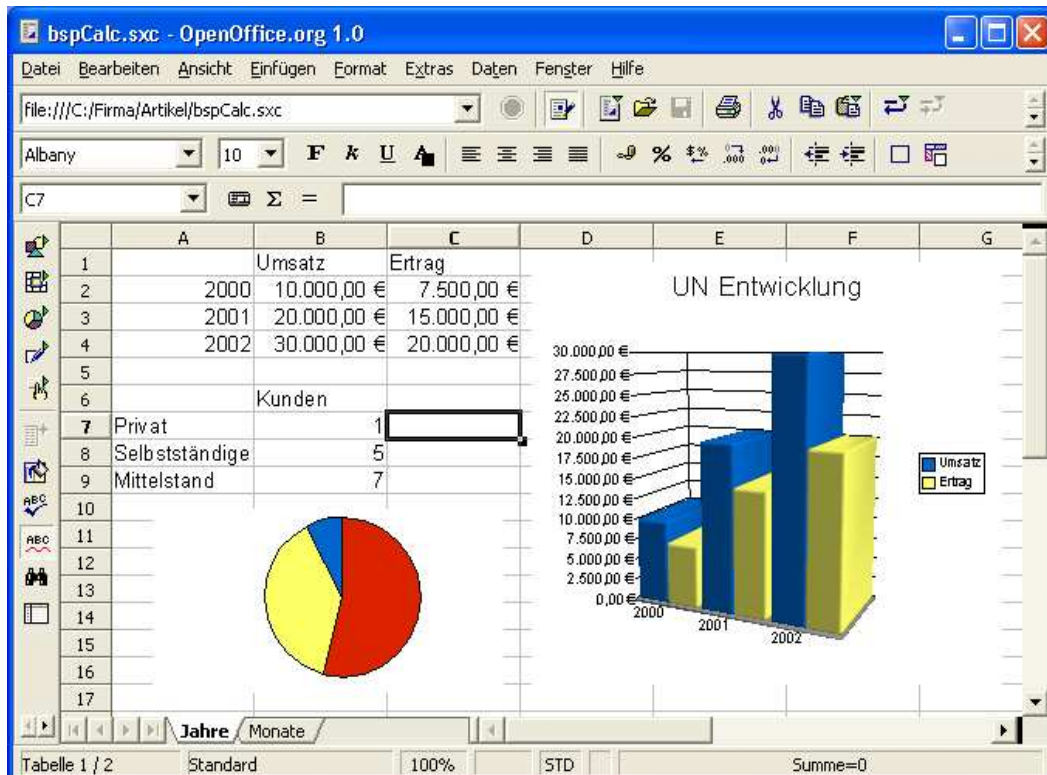 bspCalc.sxc - OpenOffice.org 1.0
Datei Bearbeiten Ansicht Einfügen Format Extras Daten Fenster Hilfe
file:///C:/Firma/Artikel/bspCalc.sxc
Albany 10 F k U A % $% .000 .000
C7 Σ =
A B C D E F G
1 Umsatz Ertrag
2 2000 10.000,00 € 7.500,00 €
3 2001 20.000,00 € 15.000,00 €
4 2002 30.000,00 € 20.000,00 €
5
6 Kunden
7 Privat 1
8 Selbstständige 5
9 Mittelstand 7
10
11
12
13
14
15
16
17
UN Entwicklung
30.000,00 €
27.500,00 €
25.000,00 €
22.500,00 €
20.000,00 €
17.500,00 €
15.000,00 €
12.500,00 €
10.000,00 €
7.500,00 €
5.000,00 €
2.500,00 €
0,00 €
2000
2001
2002
Umsatz
Ertrag
ABC
ABC
Jahre Monate
Tabelle 1 / 2 Standard 100% STD Summe=0